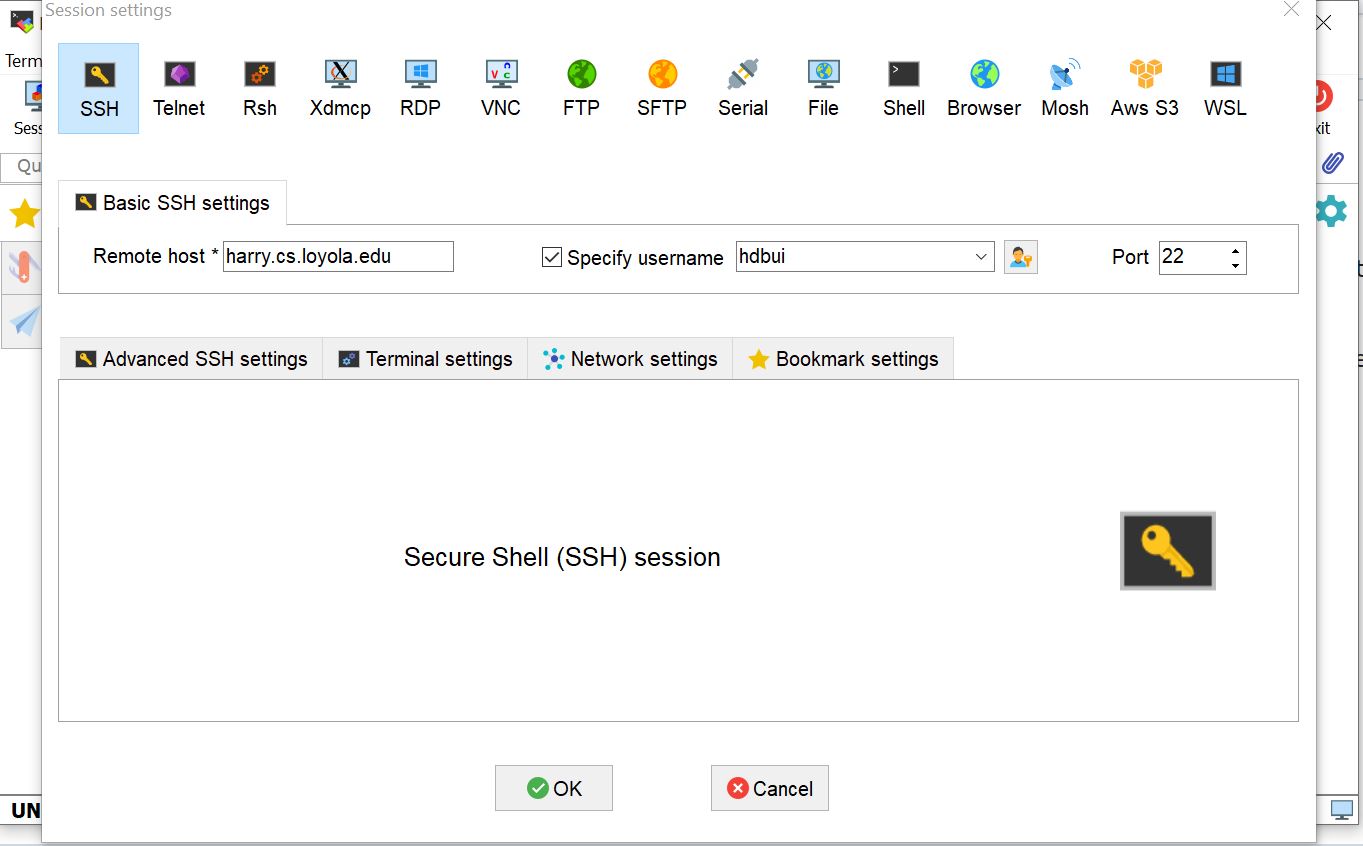 Session settings
Term
SSH Telnet Rsh Xdmcp RDP VNC FTP SFTP Serial File Shell Browser Mosh Aws S3 WSL
Sess
xit
Qu
Basic SSH settings
Remote host * harry.cs.loyola.edu Specify username hdbui Port 22
Advanced SSH settings Terminal settings Network settings Bookmark settings
Secure Shell (SSH) session
OK Cancel
UN